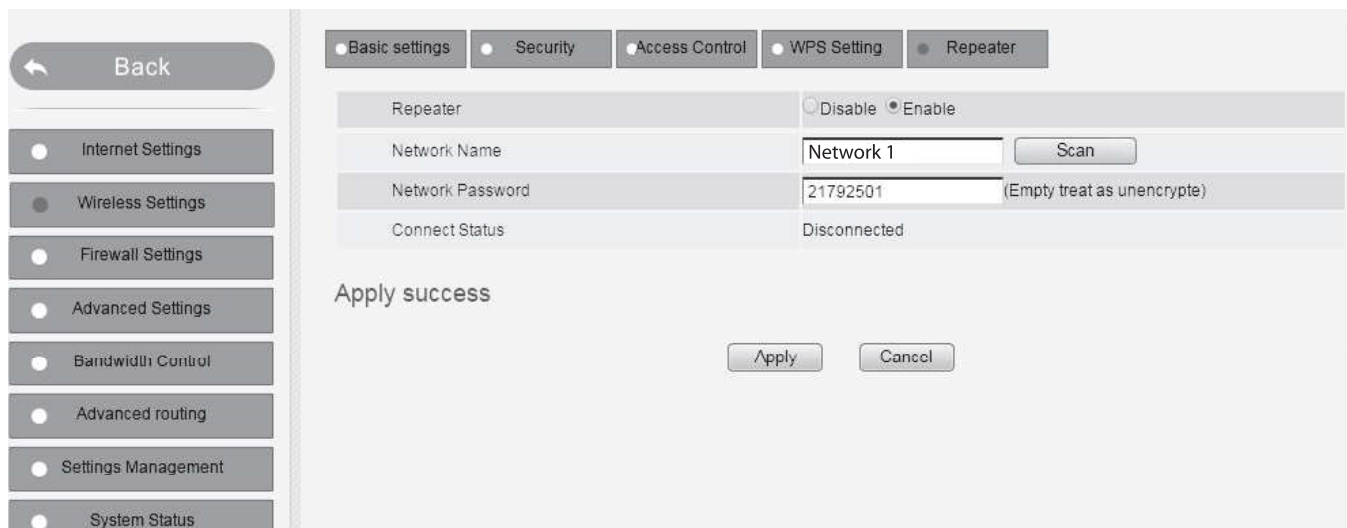 Back
Internet Settings
Wireless Settings
Firewall Settings
Advanced Settings
Bandwidth Control
Advanced routing
Settings Management
System Status
Basic settings Security Access Control WPS Setting Repeater
Repeater Disable Enable
Network Name Network 1 Scan
Network Password 21792501 (Empty treat as unencrypte)
Connect Status Disconnected
Apply success
Apply Cancel